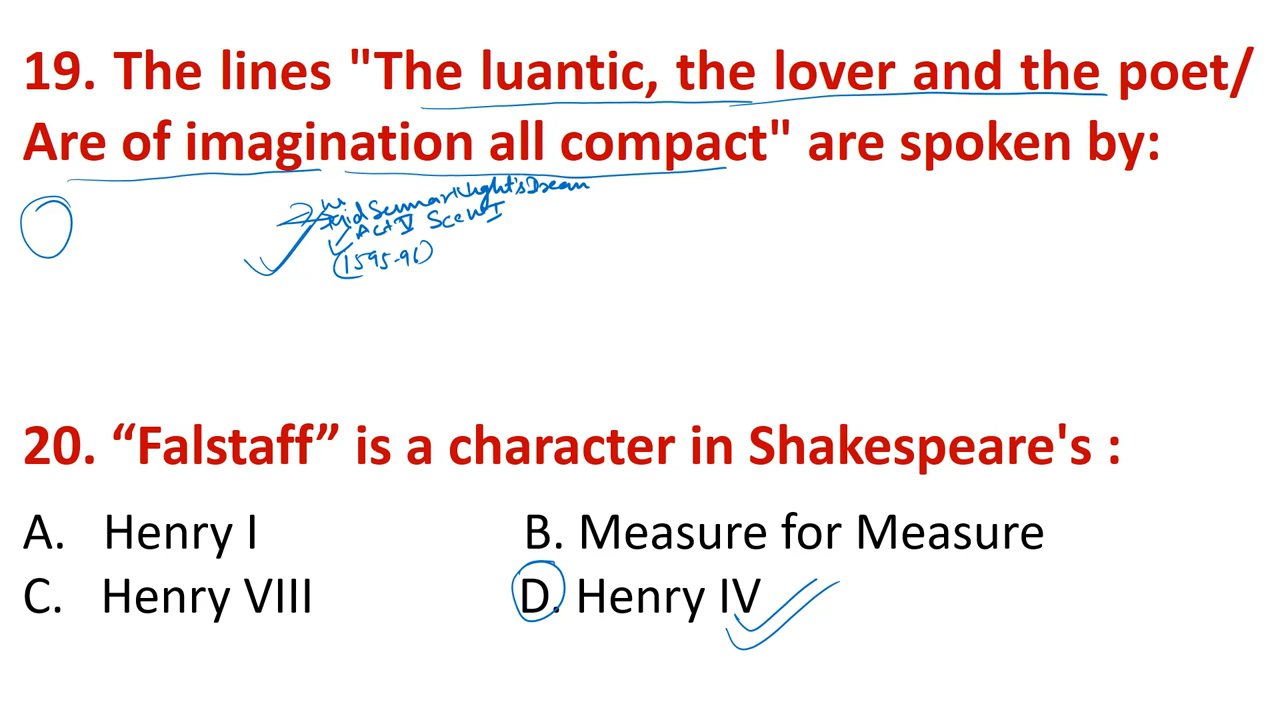 19. The lines "The luantic, the lover and the poet/
Are of imagination all compact" are spoken by:
Act V Scene I
(1595-96)
20. “Falstaff” is a character in Shakespeare's :
A. Henry I B. Measure for Measure
C. Henry VIII D. Henry IV